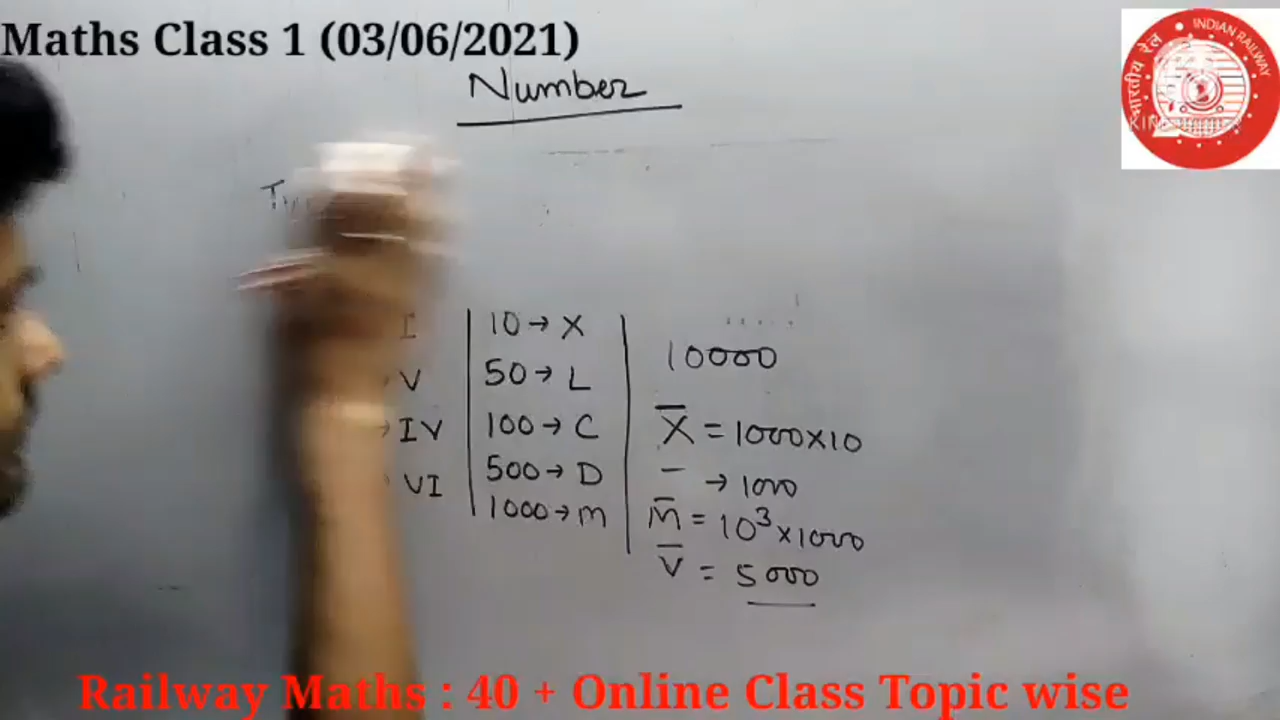 Maths Class 1 (03/06/2021)
INDIAN RAILWAY
भारतीय रेल
Number
I
V
IV
VI
10 → X
50 → L
100 → C
500 → D
1000 → M
10000
X̅ = 1000×10
‾ → 1000
M̅ = 10³ × 1000
V̅ = 5000
Railway Maths : 40 + Online Class Topic wise